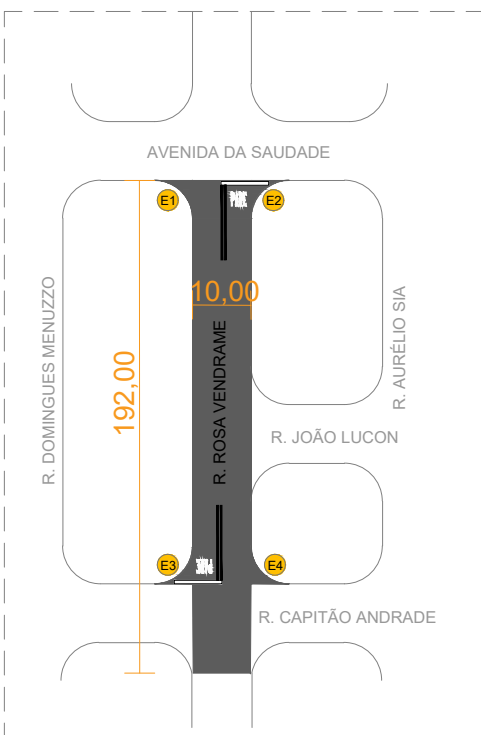 AVENIDA DA SAUDADE
E1
E2
10,00
R. DOMINGUES MENUZZO
192,00
R. ROSA VENDRAME
R. AURÉLIO SIA
R. JOÃO LUCON
E3
E4
R. CAPITÃO ANDRADE